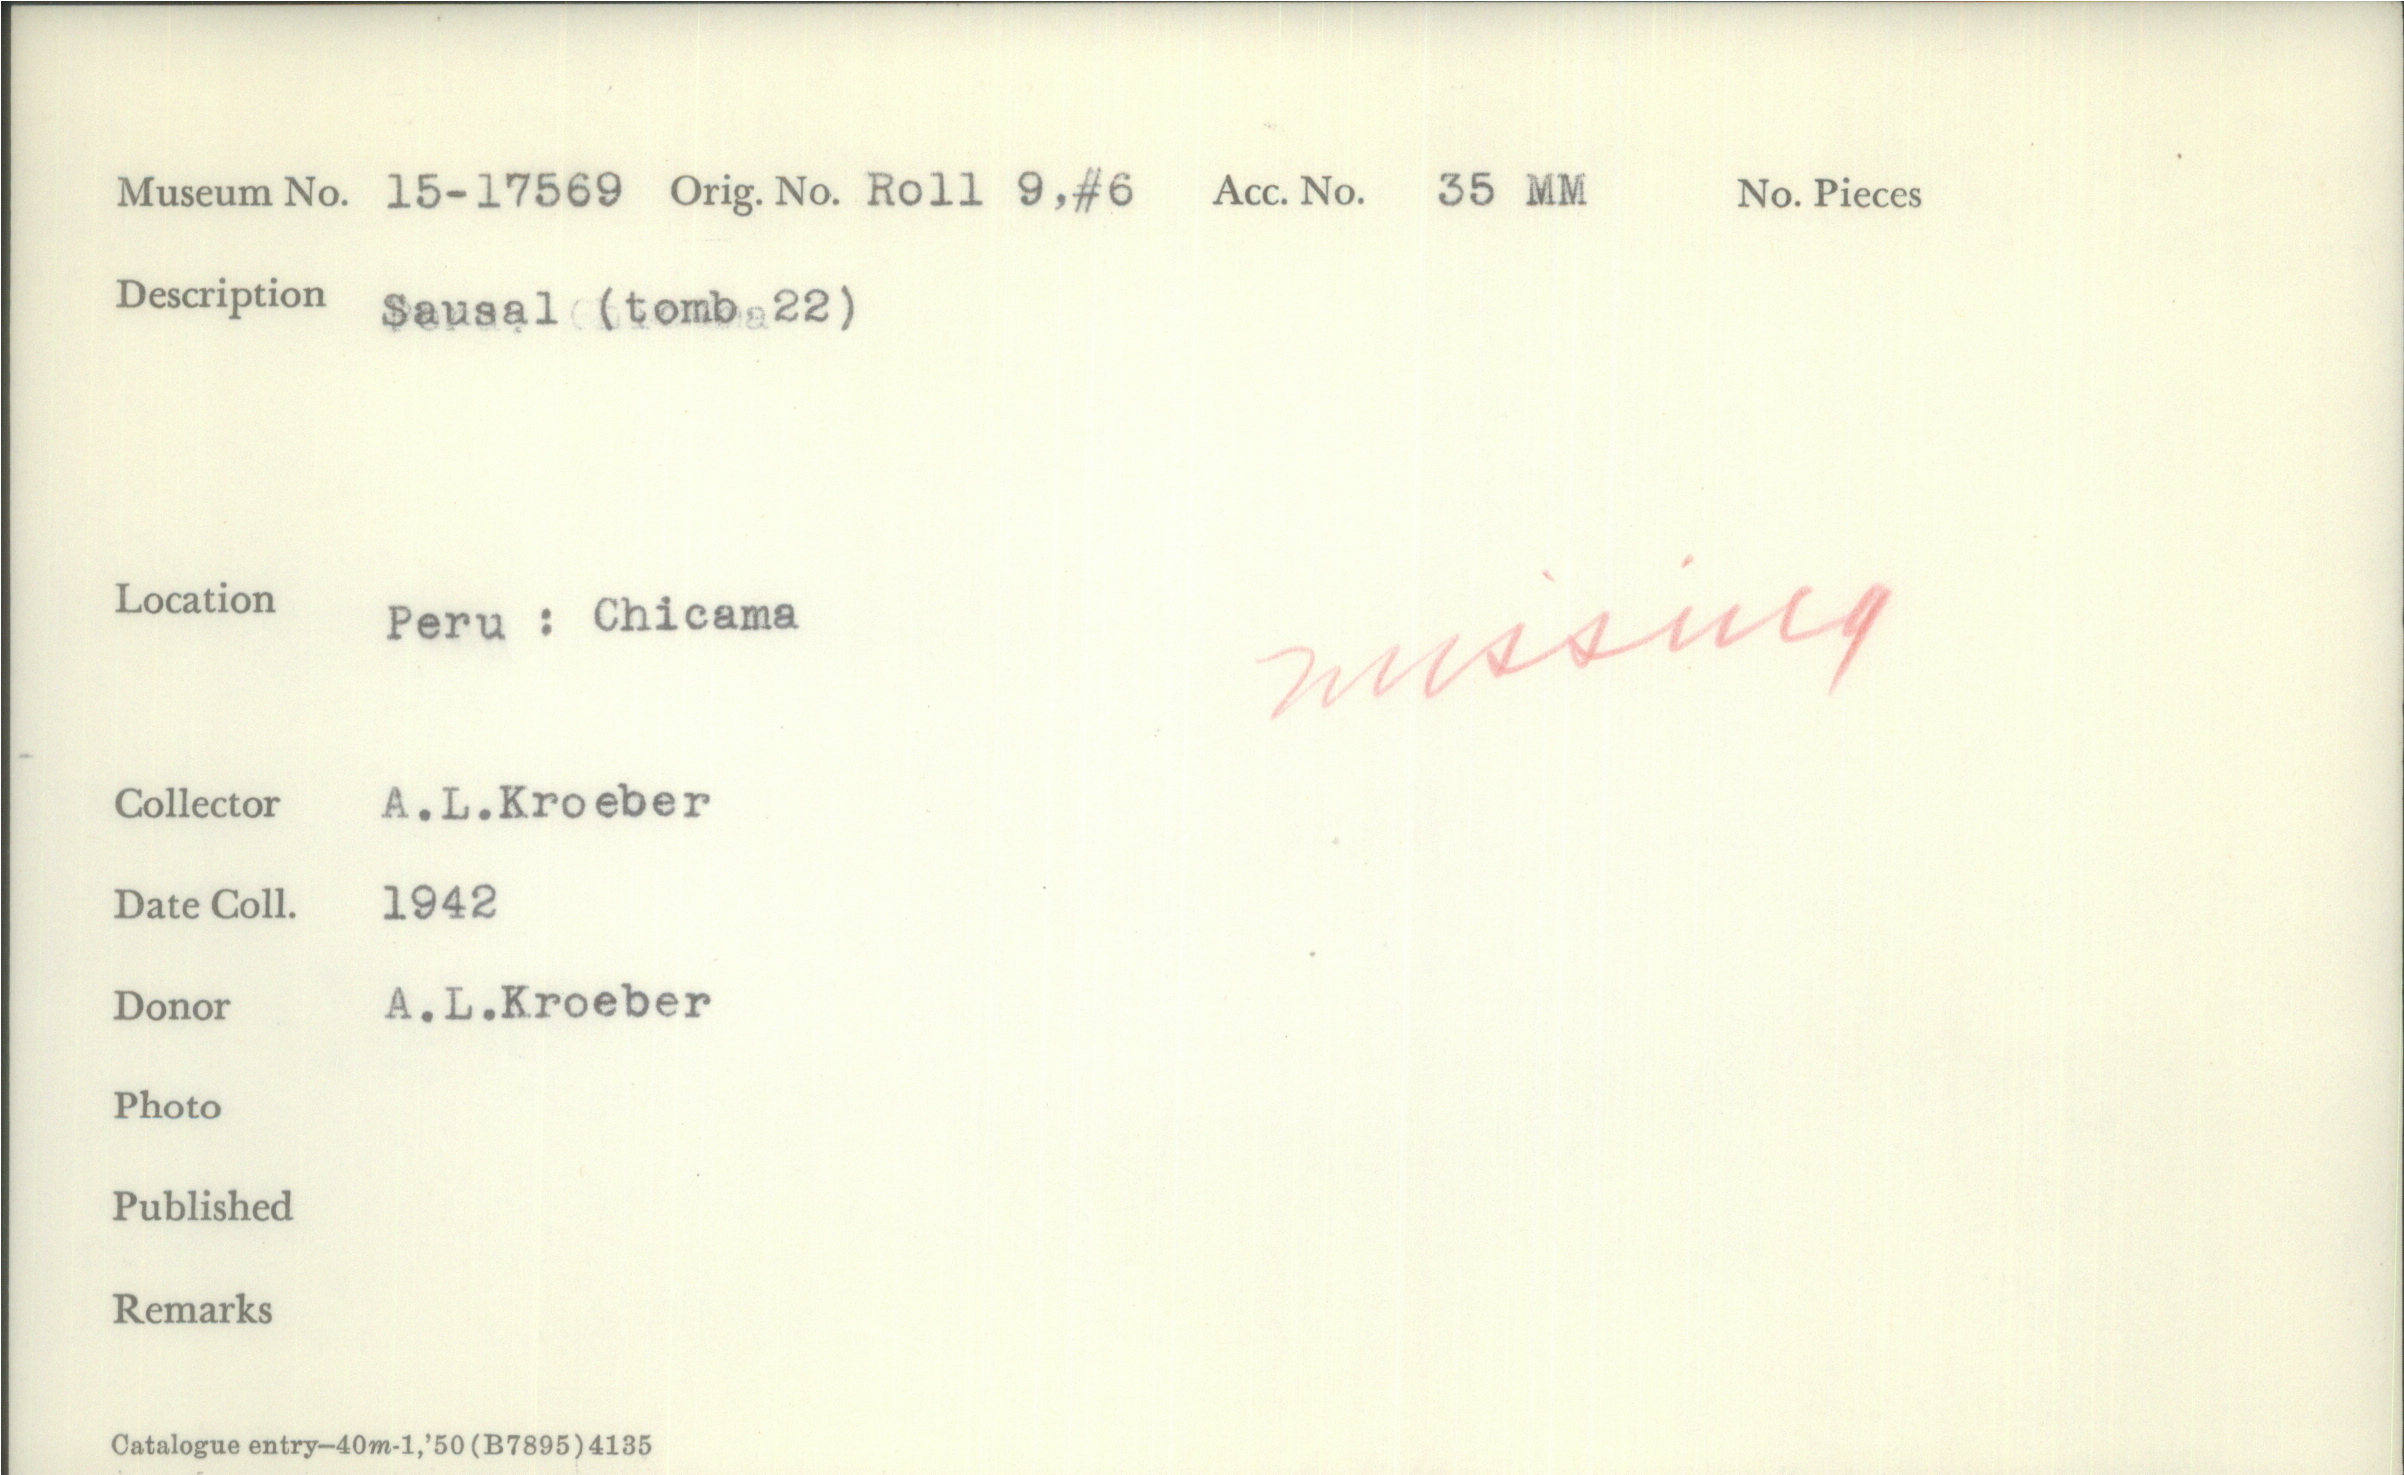 Museum No. 15-17569 Orig. No. Roll 9,#6 Acc. No. 35 MM No. Pieces
Description Sausal (tomb 22)
Location Peru : Chicama
missing
Collector A.L.Kroeber
Date Coll. 1942
Donor A.L.Kroeber
Photo
Published
Remarks
Catalogue entry—40m-1,'50(B7895)4135